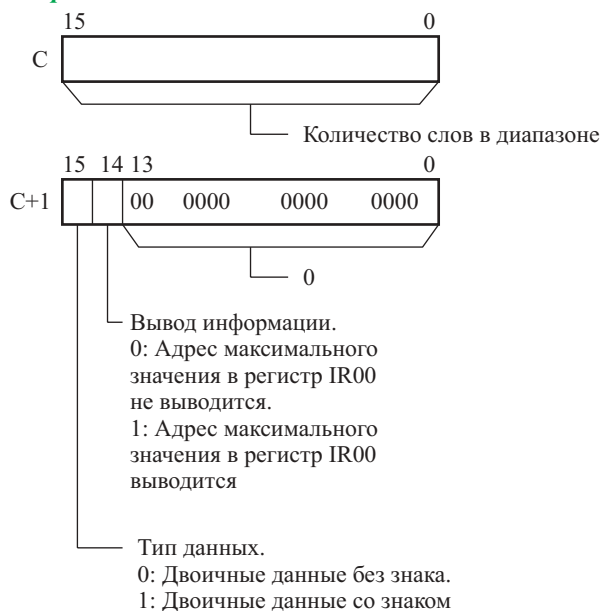 15 0
C
Количество слов в диапазоне
15 14 13 0
C+1 00 0000 0000 0000
0
Вывод информации.
0: Адрес максимального
значения в регистр IR00
не выводится.
1: Адрес максимального
значения в регистр IR00
выводится
Тип данных.
0: Двоичные данные без знака.
1: Двоичные данные со знаком